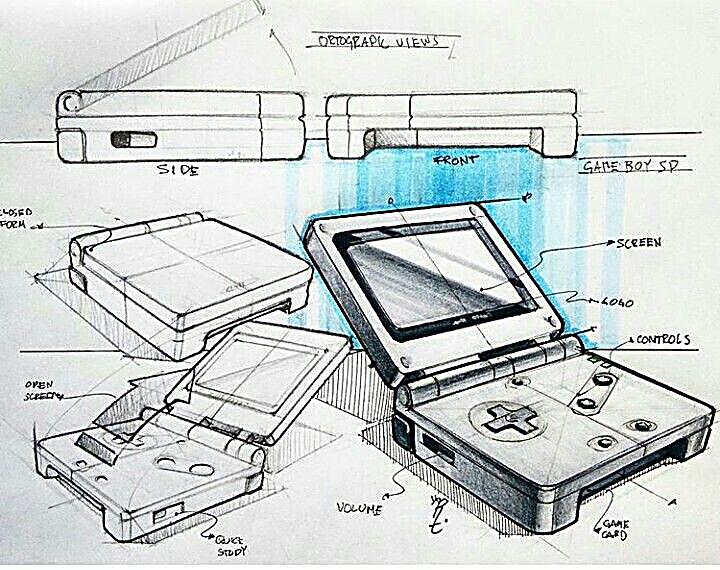 ORTOGRAPIC VIEWS
SIDE
FRONT
GAME BOY SP
CLOSED
FORM
SCREEN
LOGO
CONTROLS
OPEN
SCREEN
VOLUME
QUICK
STUDY
GAME
CARD